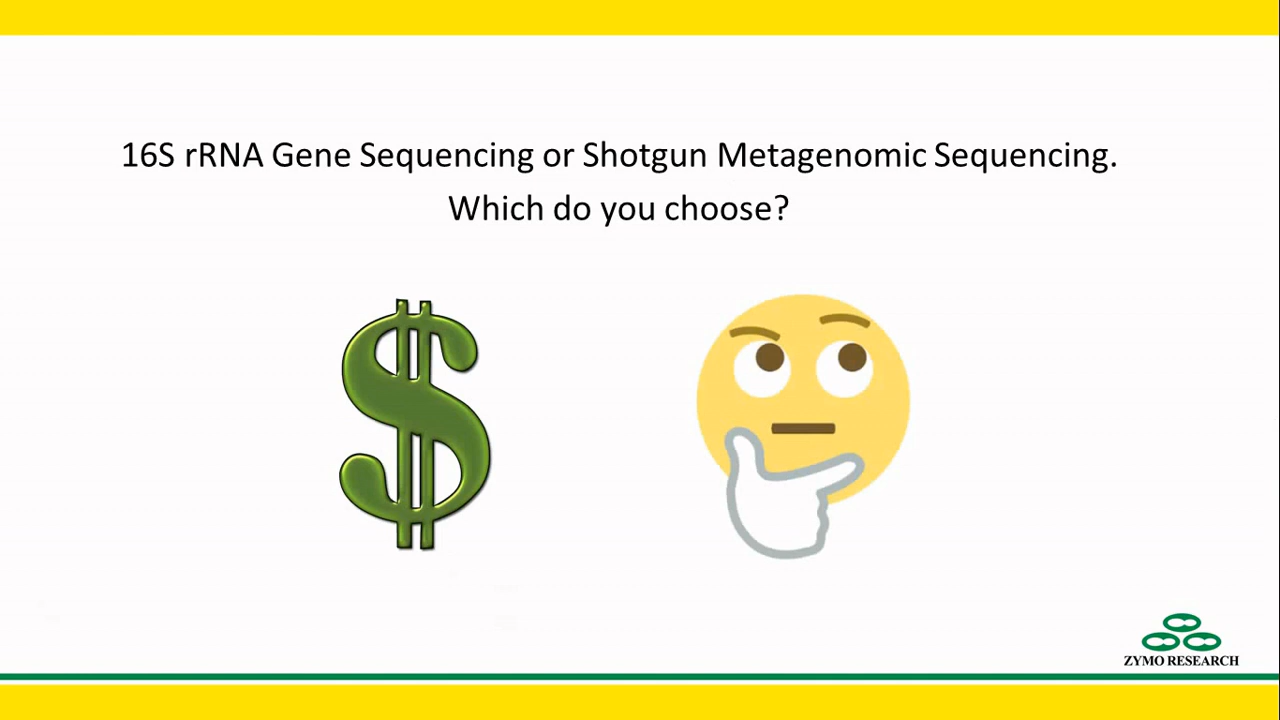 16S rRNA Gene Sequencing or Shotgun Metagenomic Sequencing.
Which do you choose?
$
ZYMO RESEARCH